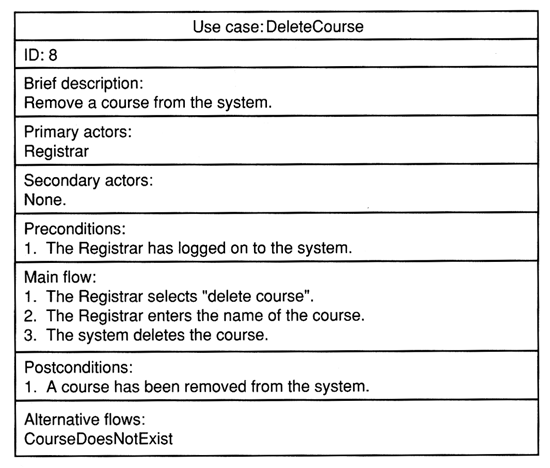 Use case:DeleteCourse
ID: 8
Brief description:
Remove a course from the system.
Primary actors:
Registrar
Secondary actors:
None.
Preconditions:
1. The Registrar has logged on to the system.
Main flow:
1. The Registrar selects "delete course".
2. The Registrar enters the name of the course.
3. The system deletes the course.
Postconditions:
1. A course has been removed from the system.
Alternative flows:
CourseDoesNotExist